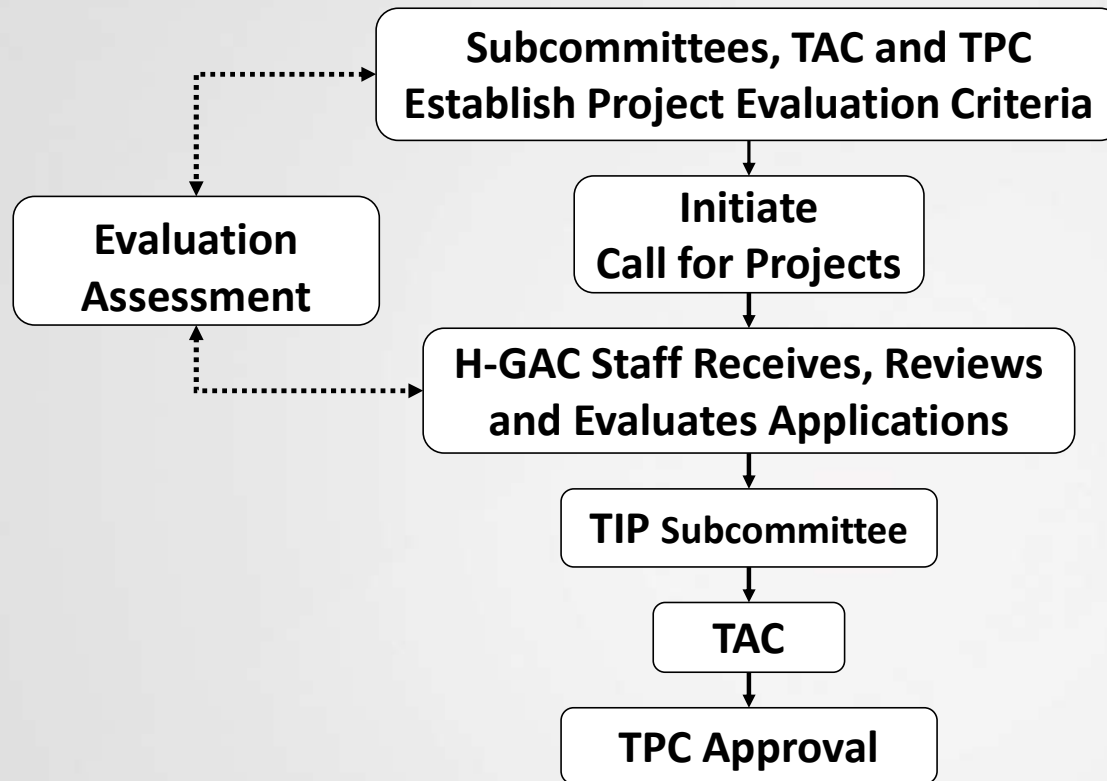 Subcommittees, TAC and TPC
Establish Project Evaluation Criteria
Evaluation
Assessment
Initiate
Call for Projects
H-GAC Staff Receives, Reviews
and Evaluates Applications
TIP Subcommittee
TAC
TPC Approval